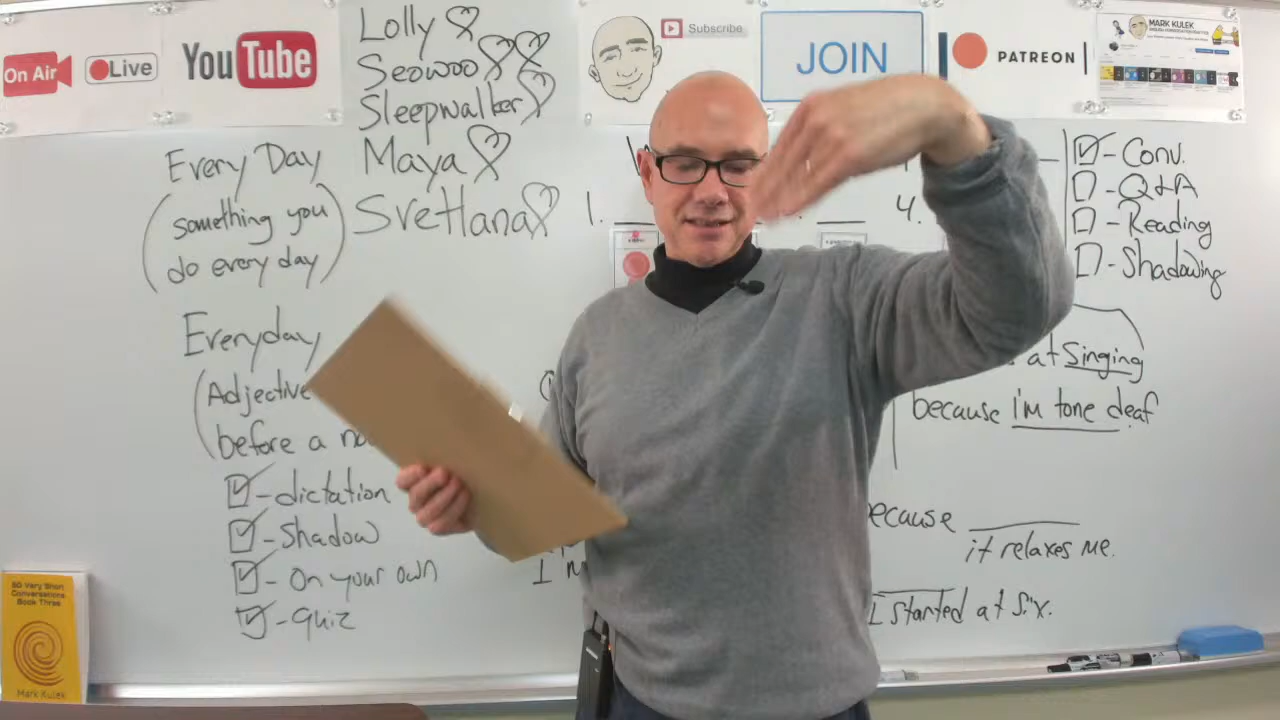 On Air
Live
YouTube
Lolly
Seowoo
Sleepwalker
Maya
Svetlana
Subscribe
JOIN
PATREON
MARK KULEK
Every Day
(something you
do every day)
Everyday
(Adjective
before a
- dictation
- Shadow
- On your own
- quiz
1.
4.
- Conv.
- Q&A
- Reading
- Shadowing
at Singing
because i'm tone deaf
because
it relaxes me.
I started at six.
50 Very Short
Conversations
Book Three
Mark Kulek